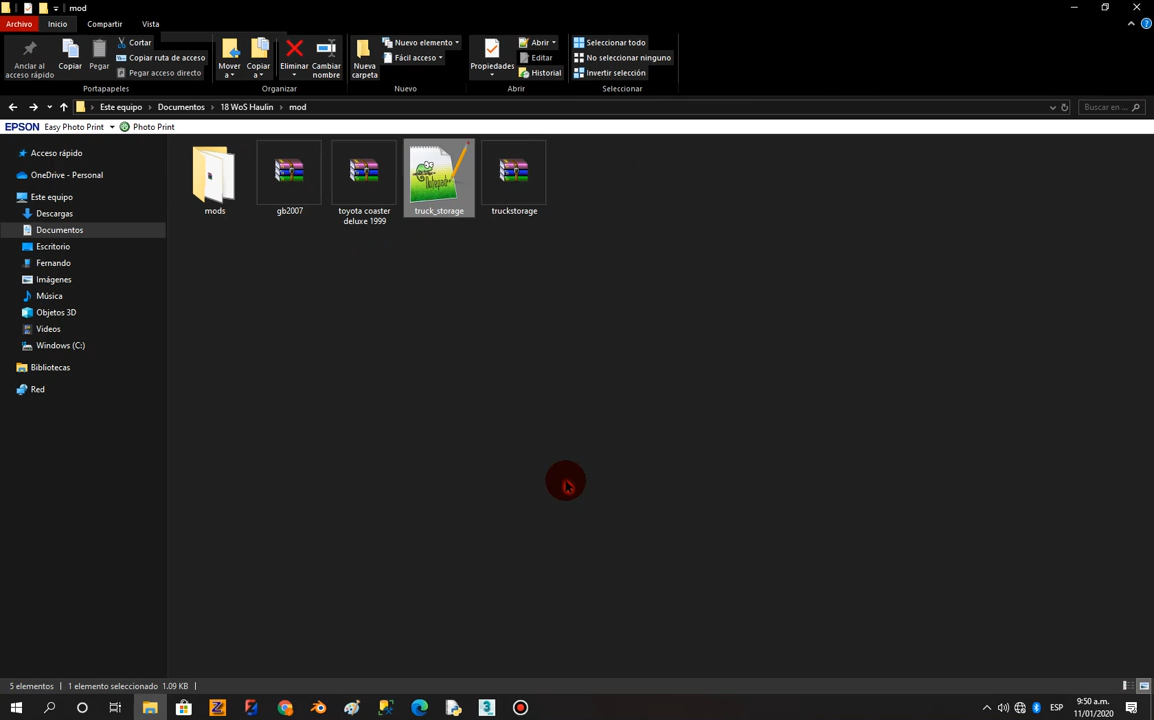 mod
Archivo Inicio Compartir Vista
Anclar al
acceso rápido
Copiar
Pegar
Cortar
Copiar ruta de acceso
Pegar acceso directo
Mover
a
Copiar
a
Eliminar
Cambiar
nombre
Nueva
carpeta
Nuevo elemento
Fácil acceso
Propiedades
Abrir
Editar
Historial
Seleccionar todo
No seleccionar ninguno
Invertir selección
Portapapeles Organizar Nuevo Abrir Seleccionar
Este equipo Documentos 18 WoS Haulin mod
Buscar en ...
EPSON Easy Photo Print Photo Print
Acceso rápido
OneDrive - Personal
Este equipo
Descargas
Documentos
Escritorio
Fernando
Imágenes
Música
Objetos 3D
Videos
Windows (C:)
Bibliotecas
Red
mods
gb2007
toyota coaster
deluxe 1999
truck_storage
truckstorage
5 elementos 1 elemento seleccionado 1.09 KB
ESP
9:50 a.m.
11/01/2020